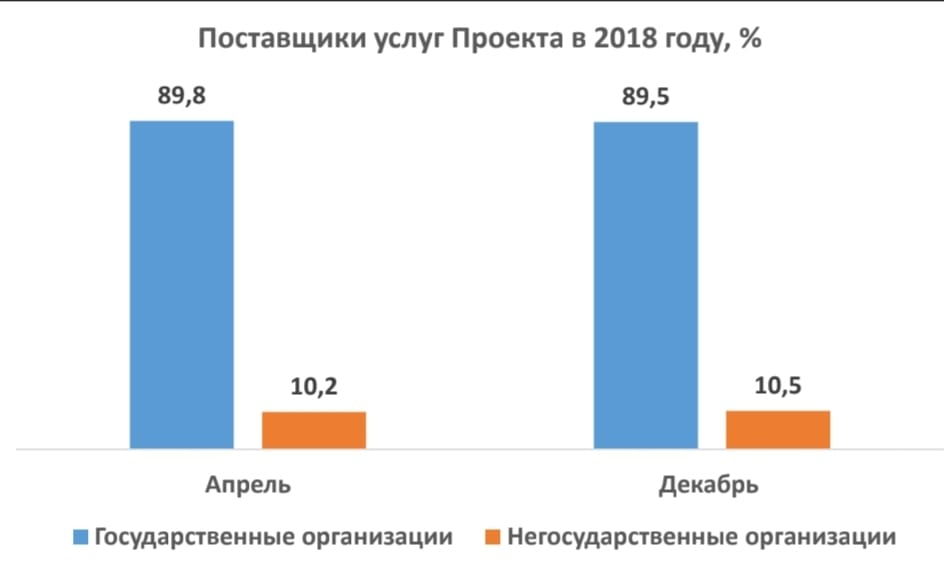 Поставщики услуг Проекта в 2018 году, %
89,8
89,5
10,2
10,5
Апрель
Декабрь
Государственные организации
Негосударственные организации